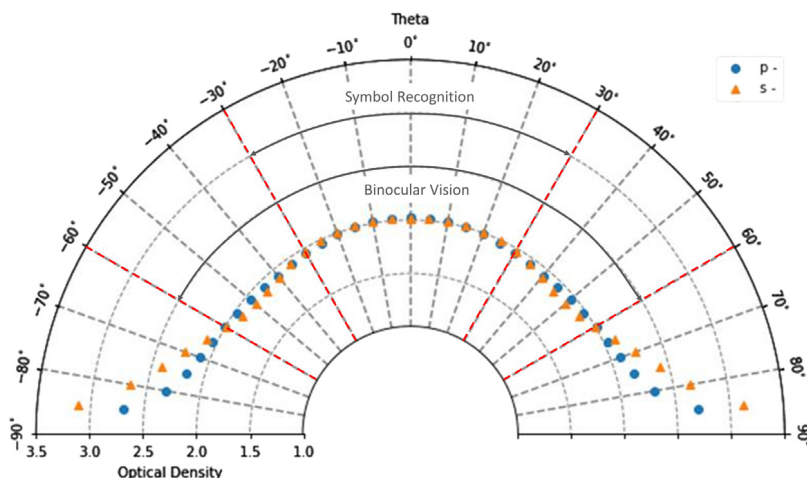 Theta
−90˚
−80˚
−70˚
−60˚
−50˚
−40˚
−30˚
−20˚
−10˚
0˚
10˚
20˚
30˚
40˚
50˚
60˚
70˚
80˚
90˚
p -
s -
Symbol Recognition
Binocular Vision
3.5 3.0 2.5 2.0 1.5 1.0
Optical Density